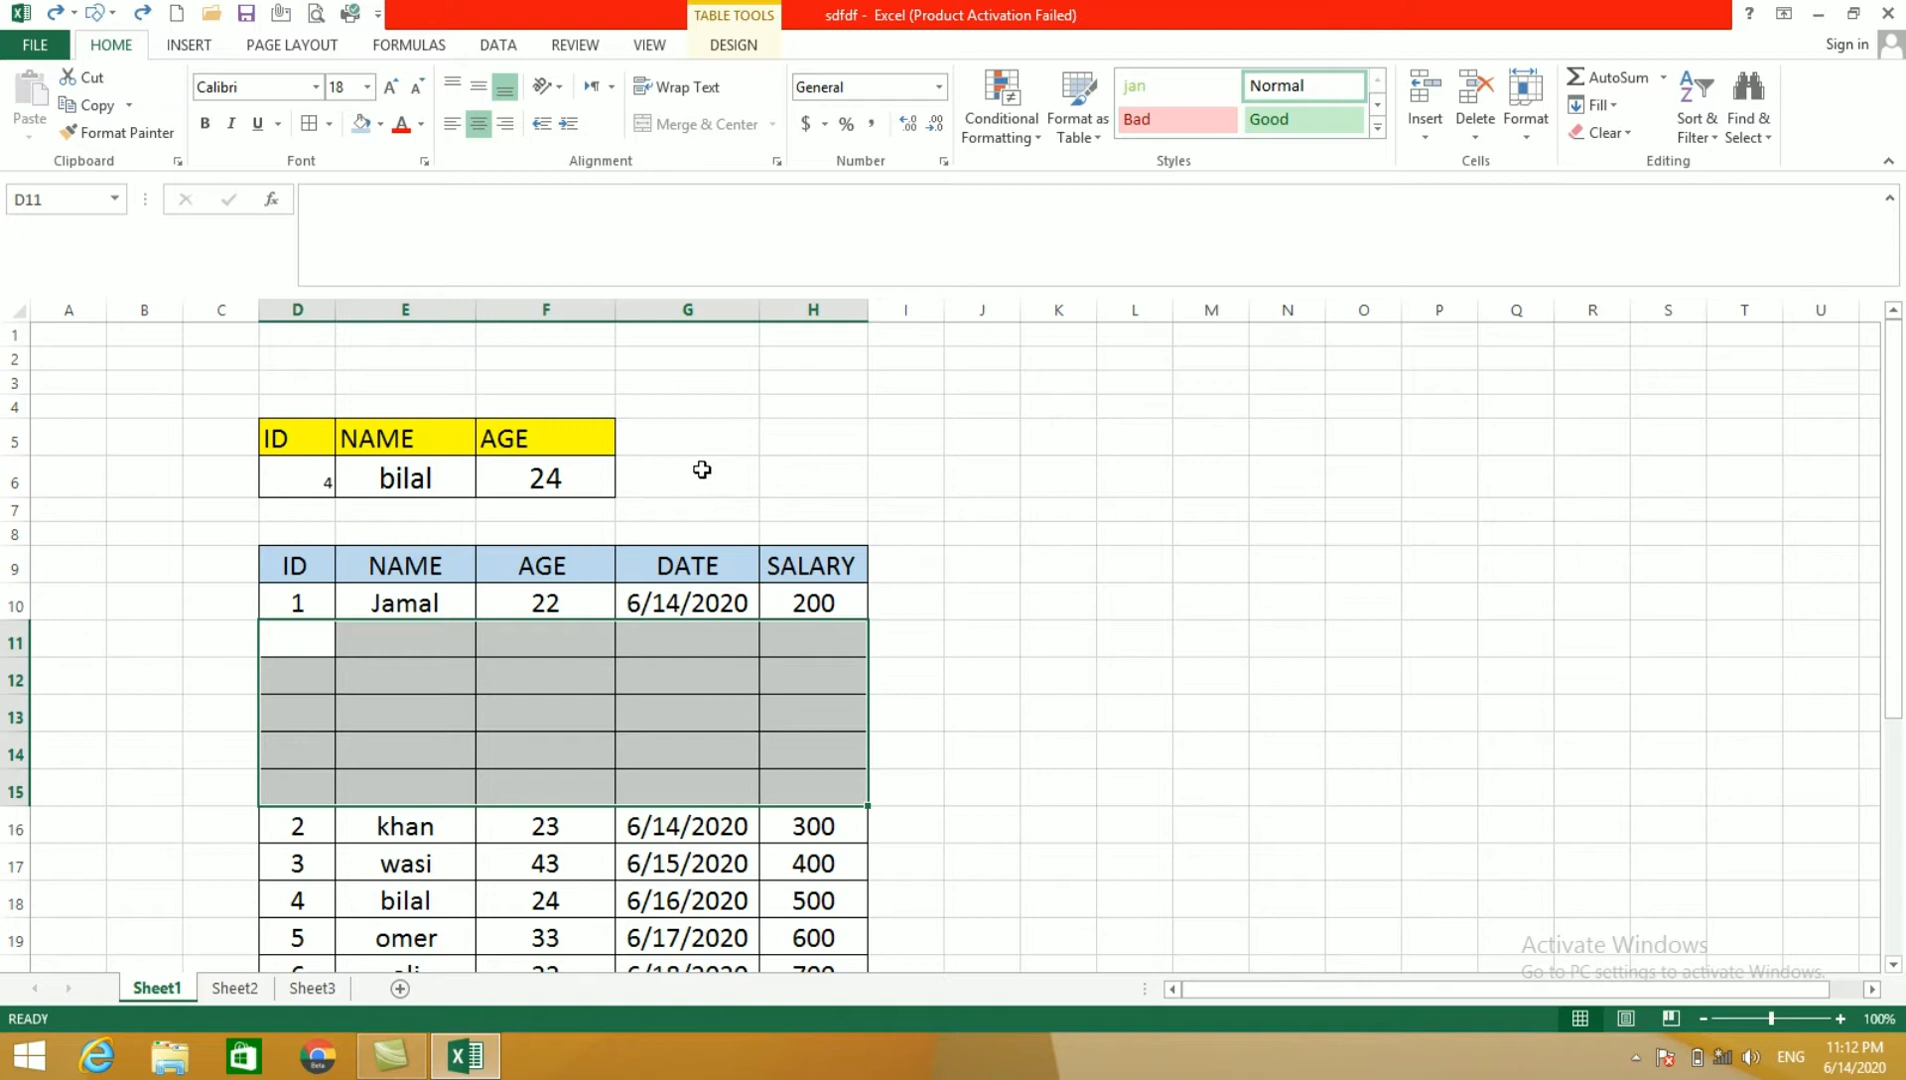 TABLE TOOLS
sdfdf - Excel (Product Activation Failed)
?
FILE HOME INSERT PAGE LAYOUT FORMULAS DATA REVIEW VIEW DESIGN
Sign in
Paste
Cut
Copy
Format Painter
Clipboard
Calibri 18
B I U
Font
Wrap Text
Merge & Center
Alignment
General
$ % ,
Number
Conditional
Formatting
Format as
Table
jan Normal
Bad Good
Styles
Insert Delete Format
Cells
AutoSum
Fill
Clear
Sort &
Filter
Find &
Select
Editing
D11 fx
A B C D E F G H I J K L M N O P Q R S T U
1
2
3
4
5 ID NAME AGE
6 4 bilal 24
7
8
9 ID NAME AGE DATE SALARY
10 1 Jamal 22 6/14/2020 200
11
12
13
14
15
16 2 khan 23 6/14/2020 300
17 3 wasi 43 6/15/2020 400
18 4 bilal 24 6/16/2020 500
19 5 omer 33 6/17/2020 600
Activate Windows
Go to PC settings to activate Windows.
Sheet1 Sheet2 Sheet3
READY
100%
Beta
ENG
11:12 PM
6/14/2020